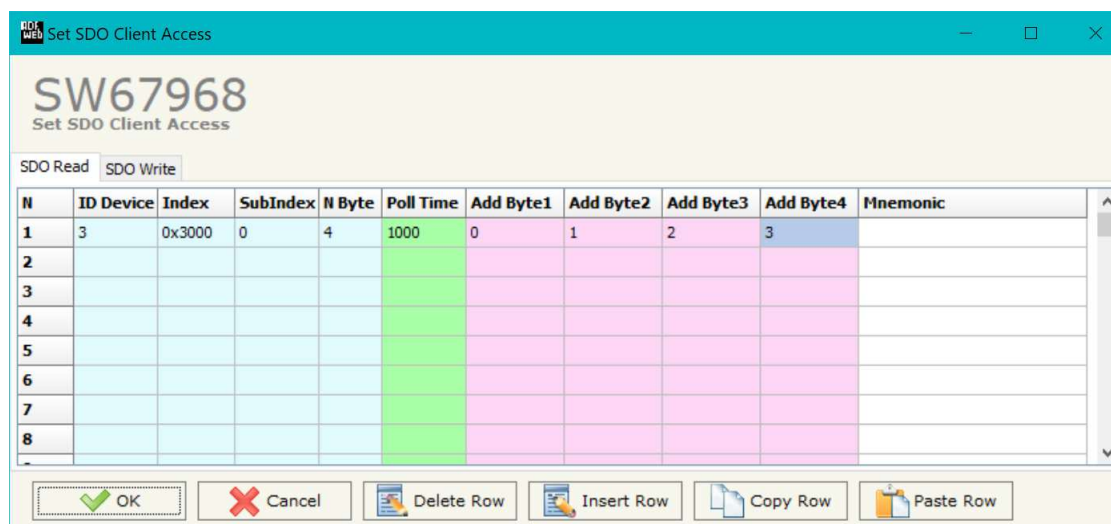 ADF
WEB Set SDO Client Access
SW67968
Set SDO Client Access
SDO Read SDO Write
N ID Device Index SubIndex N Byte Poll Time Add Byte1 Add Byte2 Add Byte3 Add Byte4 Mnemonic
1 3 0x3000 0 4 1000 0 1 2 3
2
3
4
5
6
7
8
OK Cancel Delete Row Insert Row Copy Row Paste Row